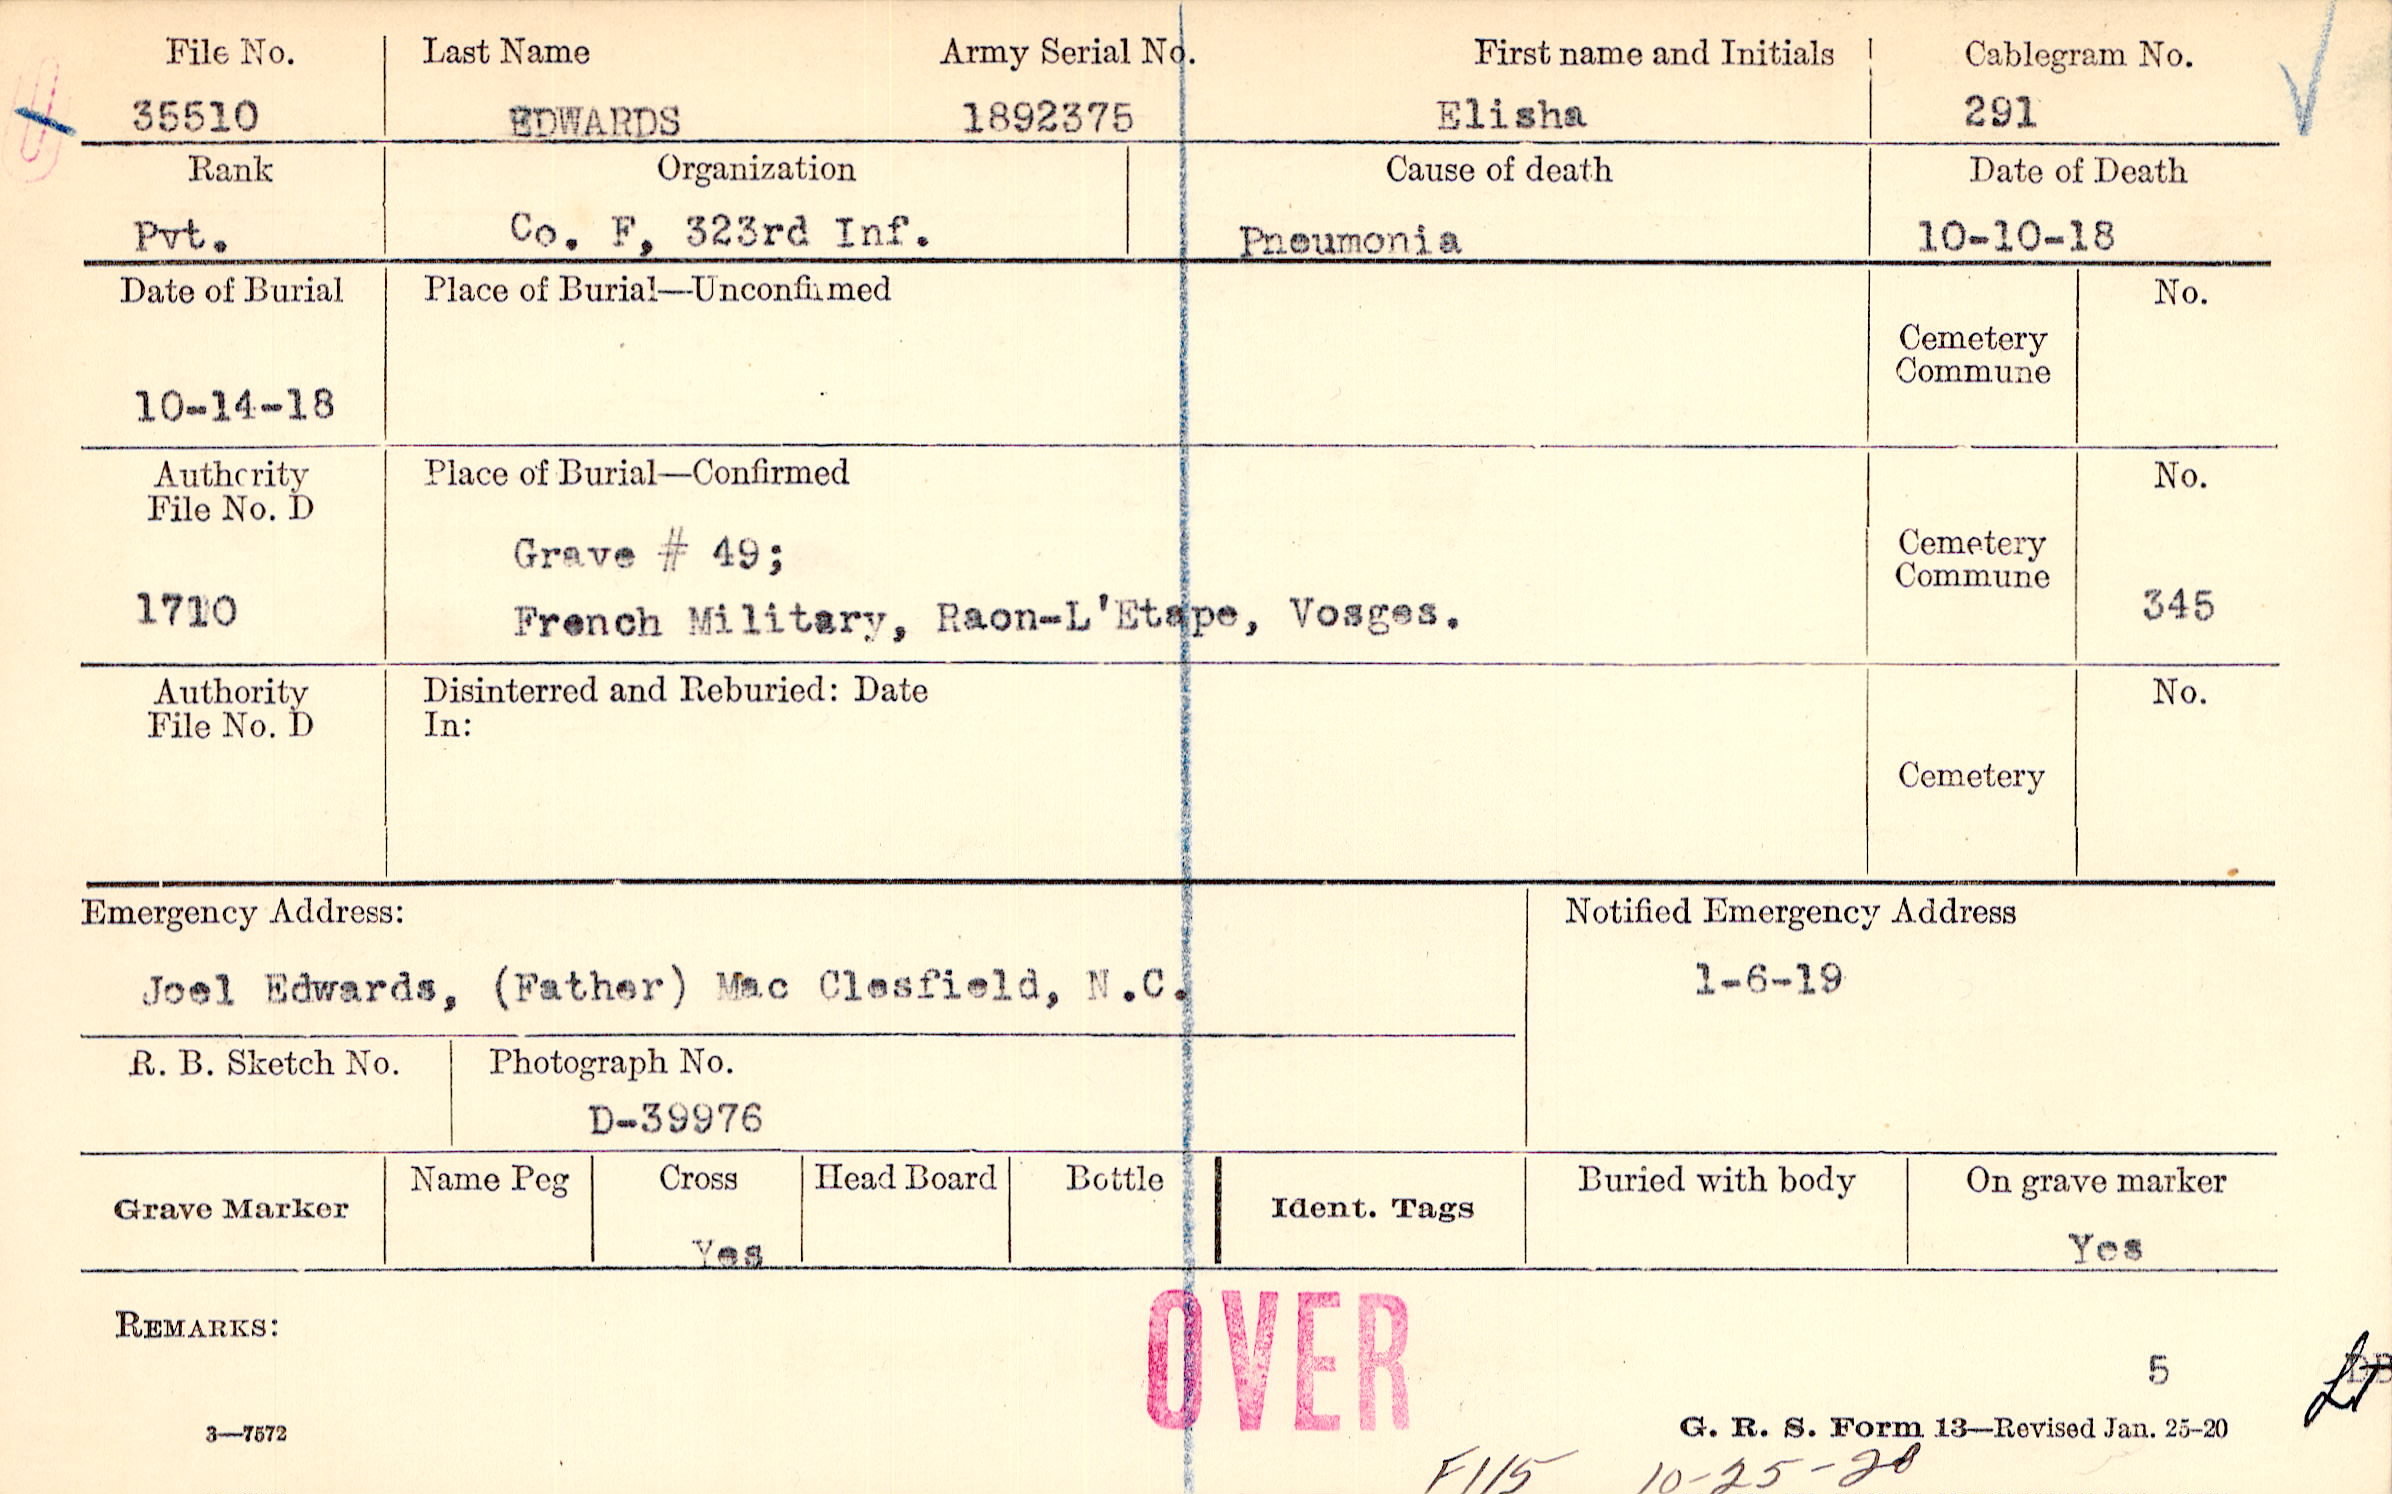 File No. Last Name Army Serial No. First name and Initials Cablegram No.
35510 EDWARDS 1892375 Elisha 291
Rank Organization Cause of death Date of Death
Pvt. Co. F, 323rd Inf. Pneumonia 10-10-18
Date of Burial Place of Burial—Unconfirmed No.
Cemetery
Commune
10-14-18
Authority Place of Burial—Confirmed No.
File No. D
Grave # 49; Cemetery
Commune
1710 French Military, Raon-L'Etape, Vosges. 345
Authority Disinterred and Reburied: Date No.
File No. D In:
Cemetery
Emergency Address: Notified Emergency Address
Joel Edwards, (Father) Mac Clesfield, N.C. 1-6-19
R. B. Sketch No. Photograph No.
D-39976
Name Peg Cross Head Board Bottle Buried with body On grave marker
Grave Marker Ident. Tags
Yes Yes
REMARKS:
OVER
5
3—7572 G. R. S. Form 13—Revised Jan. 25-20
F115 10-25-20